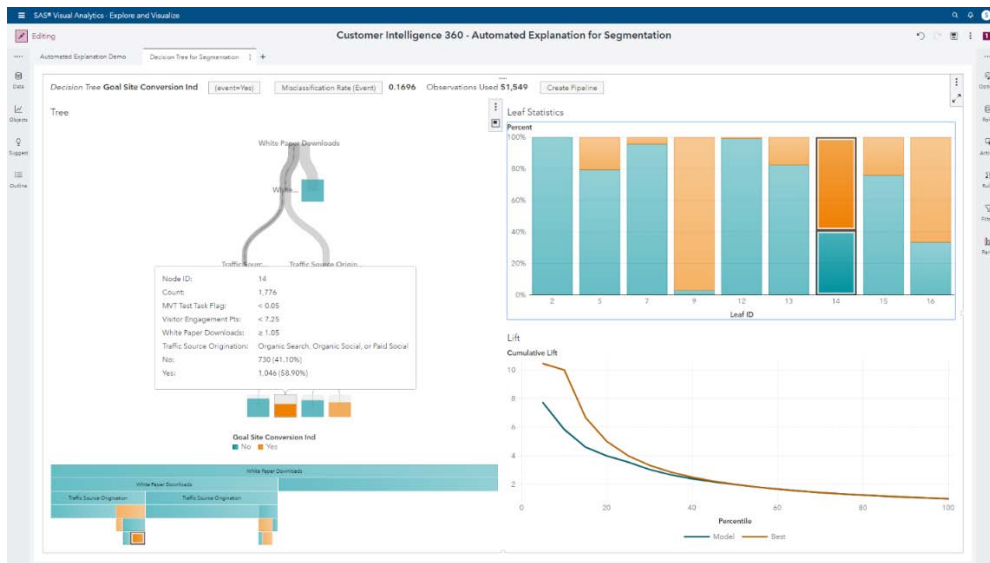 SAS® Visual Analytics - Explore and Visualize
Editing
Customer Intelligence 360 - Automated Explanation for Segmentation
Automated Explanation Demo
Decision Tree for Segmentation
Data
Objects
Suggest
Outline
Decision Tree Goal Site Conversion Ind (event=Yes) Misclassification Rate (Event) 0.1696 Observations Used 51,549 Create Pipeline
Tree
White Paper Downloads
White...
Traffic Sourc... Traffic Source Origin...
Node ID: 14
Count: 1,776
MVT Test Task Flag: < 0.05
Visitor Engagement Pts: < 7.25
White Paper Downloads: ≥ 1.05
Traffic Source Origination: Organic Search, Organic Social, or Paid Social
No: 730 (41.10%)
Yes: 1,046 (58.90%)
Goal Site Conversion Ind
No Yes
White Paper Downloads
White Paper Downloads
Traffic Source Origination Traffic Source Origination
Leaf Statistics
Percent
100%
80%
60%
40%
20%
0%
2 5 7 9 12 13 14 15 16
Leaf ID
Lift
Cumulative Lift
10
8
6
4
2
0 20 40 60 80 100
Percentile
Model Best